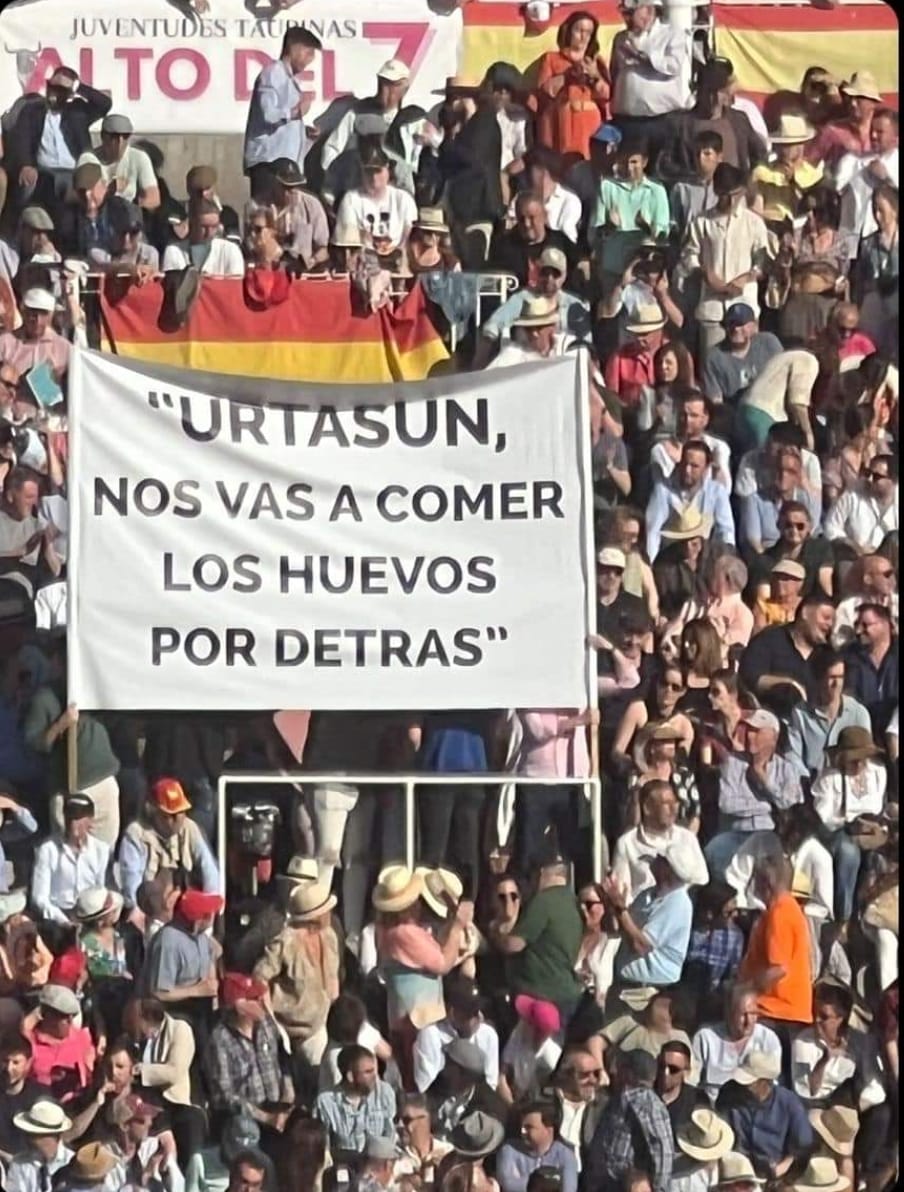 JUVENTUDES TAURINAS
ALTO DEL 7
"URTASUN,
NOS VAS A COMER
LOS HUEVOS
POR DETRAS"